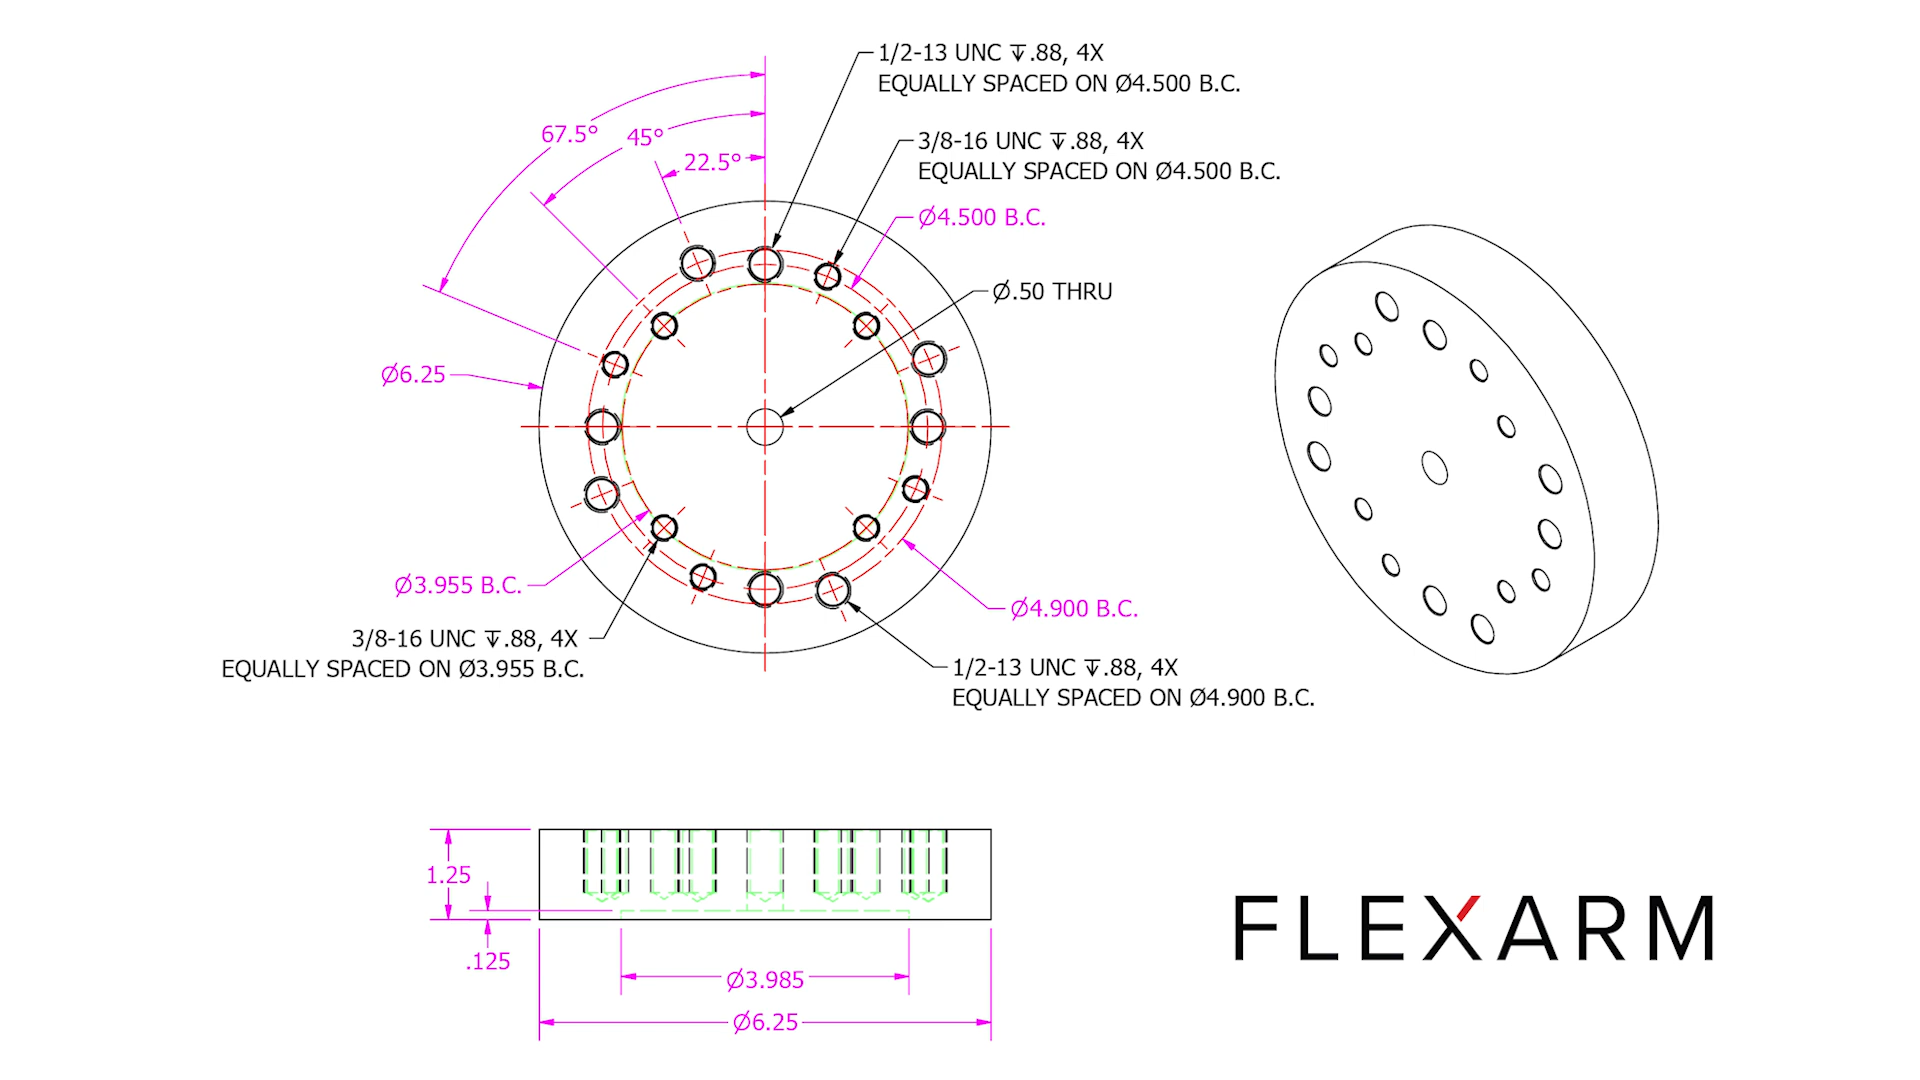 1/2-13 UNC ↧.88, 4X
EQUALLY SPACED ON Ø4.500 B.C.
3/8-16 UNC ↧.88, 4X
EQUALLY SPACED ON Ø4.500 B.C.
67.5°
45°
22.5°
Ø4.500 B.C.
Ø.50 THRU
Ø6.25
Ø3.955 B.C.
Ø4.900 B.C.
3/8-16 UNC ↧.88, 4X
EQUALLY SPACED ON Ø3.955 B.C.
1/2-13 UNC ↧.88, 4X
EQUALLY SPACED ON Ø4.900 B.C.
1.25
.125
Ø3.985
Ø6.25
FLEXARM